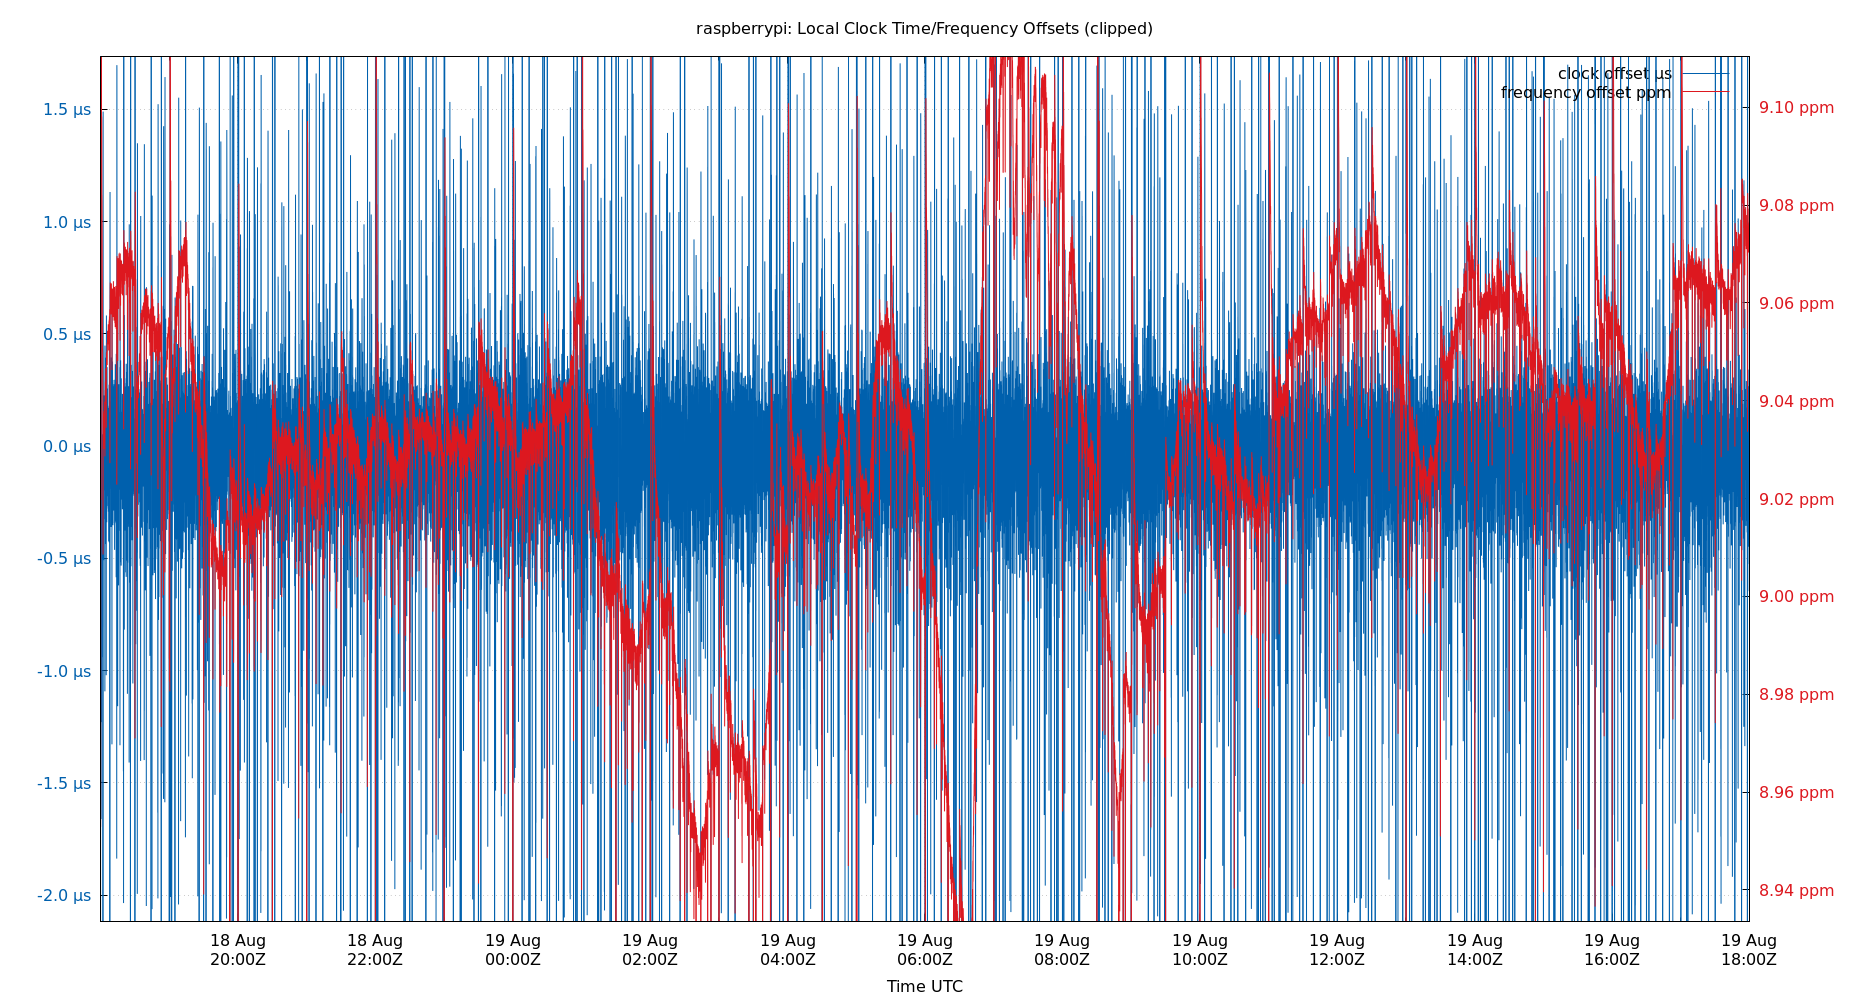 raspberrypi: Local Clock Time/Frequency Offsets (clipped)
clock offset µs
frequency offset ppm
1.5 µs
1.0 µs
0.5 µs
0.0 µs
-0.5 µs
-1.0 µs
-1.5 µs
-2.0 µs
9.10 ppm
9.08 ppm
9.06 ppm
9.04 ppm
9.02 ppm
9.00 ppm
8.98 ppm
8.96 ppm
8.94 ppm
18 Aug 20:00Z
18 Aug 22:00Z
19 Aug 00:00Z
19 Aug 02:00Z
19 Aug 04:00Z
19 Aug 06:00Z
19 Aug 08:00Z
19 Aug 10:00Z
19 Aug 12:00Z
19 Aug 14:00Z
19 Aug 16:00Z
19 Aug 18:00Z
Time UTC